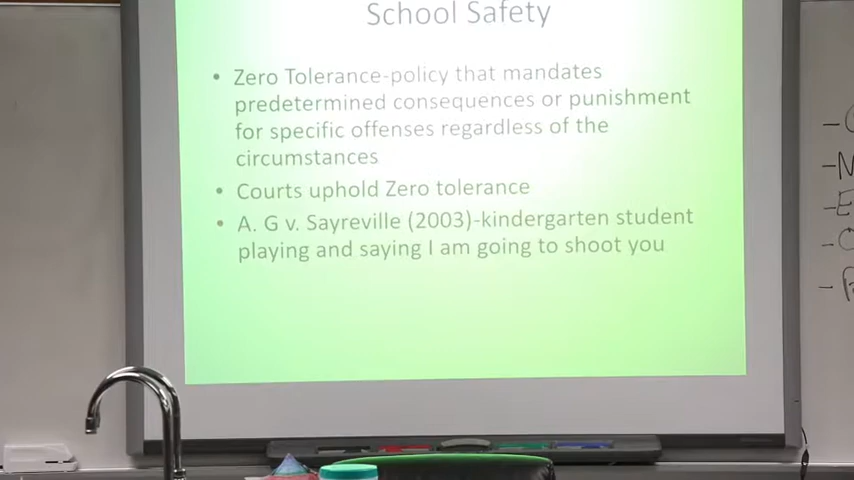 School Safety
• Zero Tolerance-policy that mandates
predetermined consequences or punishment
for specific offenses regardless of the
circumstances
• Courts uphold Zero tolerance
• A. G v. Sayreville (2003)-kindergarten student
playing and saying I am going to shoot you